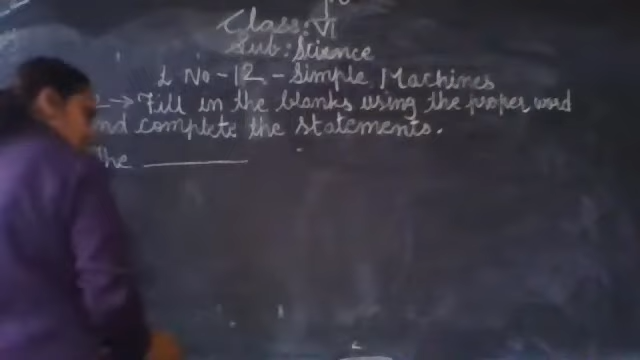 Class: VI
Sub: Science
L No-12-Simple Machines
→ Fill in the blanks using the proper word
and complete the statements.
The